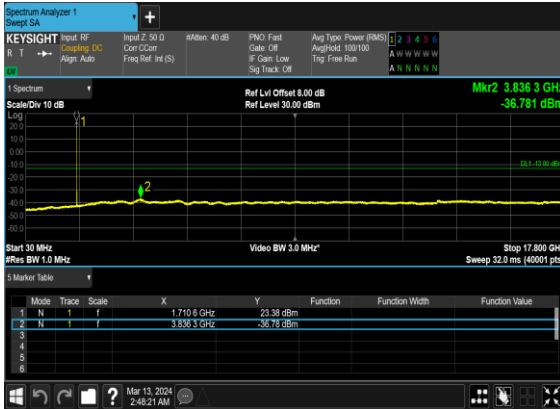 Spectrum Analyzer 1
Swept SA
+
KEYSIGHT Input: RF Input Z: 50 Ω #Atten: 40 dB PNO: Fast Avg Type: Power (RMS) 1 2 3 4 5 6
R T Coupling: DC Corr CCorr Gate: Off Avg|Hold: 100/100 A W W W W W
Align: Auto Freq Ref: Int (S) IF Gain: Low Trig: Free Run
Sig Track: Off A N N N N N
1 Spectrum
Ref Lvl Offset 8.00 dB Mkr2 3.836 3 GHz
Scale/Div 10 dB Ref Level 30.00 dBm -36.781 dBm
Log
1
20.0
10.0
0.00
-10.0
DL1 -13.00 dBm
-20.0
-30.0
2
-40.0
-50.0
-60.0
Start 30 MHz Video BW 3.0 MHz* Stop 17.800 GHz
#Res BW 1.0 MHz Sweep 32.0 ms (40001 pts)
5 Marker Table
Mode Trace Scale X Y Function Function Width Function Value
1 N 1 f 1.710 6 GHz 23.38 dBm
2 N 1 f 3.836 3 GHz -36.78 dBm
3
4
5
6
? Mar 13, 2024
2:48:21 AM